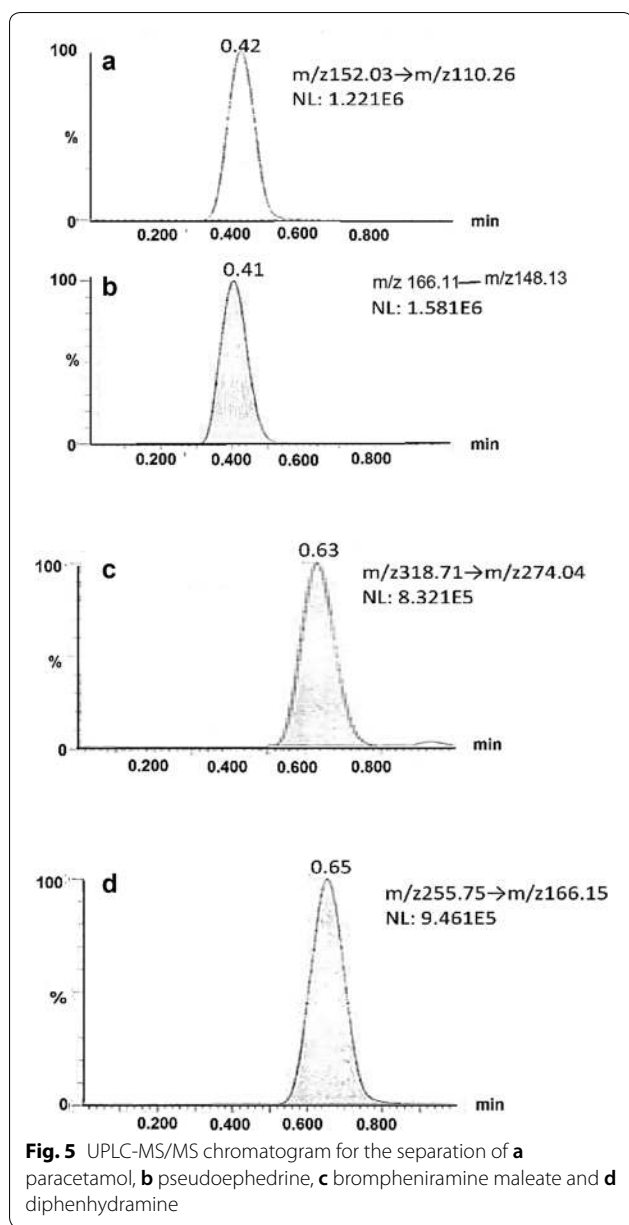 0.42
100
a
m/z152.03→m/z110.26
NL: 1.221E6
%
0
min
0.200 0.400 0.600 0.800
0.41
100
b
m/z 166.11— m/z148.13
NL: 1.581E6
%
0
min
0.200 0.400 0.600 0.800
0.63
100
c
m/z318.71→m/z274.04
NL: 8.321E5
%
0
min
0.200 0.400 0.600 0.800
0.65
100
d
m/z255.75→m/z166.15
NL: 9.461E5
%
0
min
0.200 0.400 0.600 0.800
Fig. 5 UPLC-MS/MS chromatogram for the separation of a
paracetamol, b pseudoephedrine, c brompheniramine maleate and d
diphenhydramine